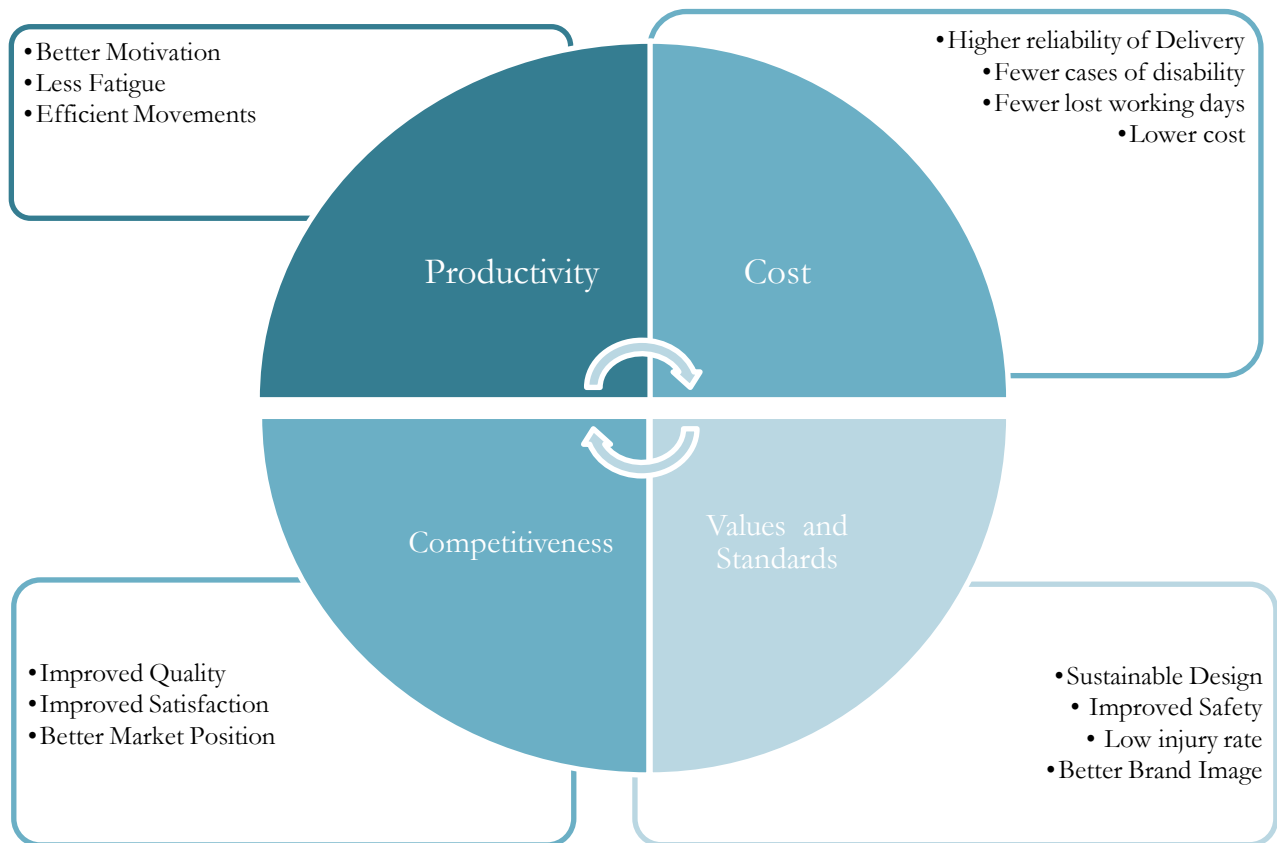 • Better Motivation
• Less Fatigue
• Efficient Movements
• Higher reliability of Delivery
• Fewer cases of disability
• Fewer lost working days
• Lower cost
Productivity
Cost
Competitiveness
Values and
Standards
• Improved Quality
• Improved Satisfaction
• Better Market Position
• Sustainable Design
• Improved Safety
• Low injury rate
• Better Brand Image